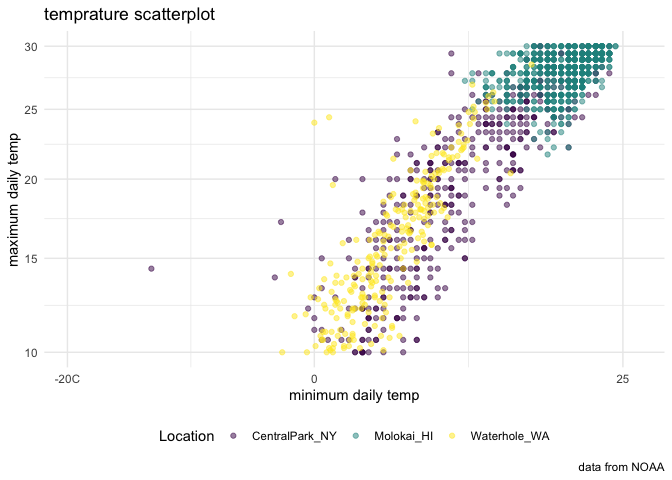 temprature scatterplot
maximum daily temp
30
25
20
15
10
-20C
0
25
minimum daily temp
Location
CentralPark_NY
Molokai_HI
Waterhole_WA
data from NOAA